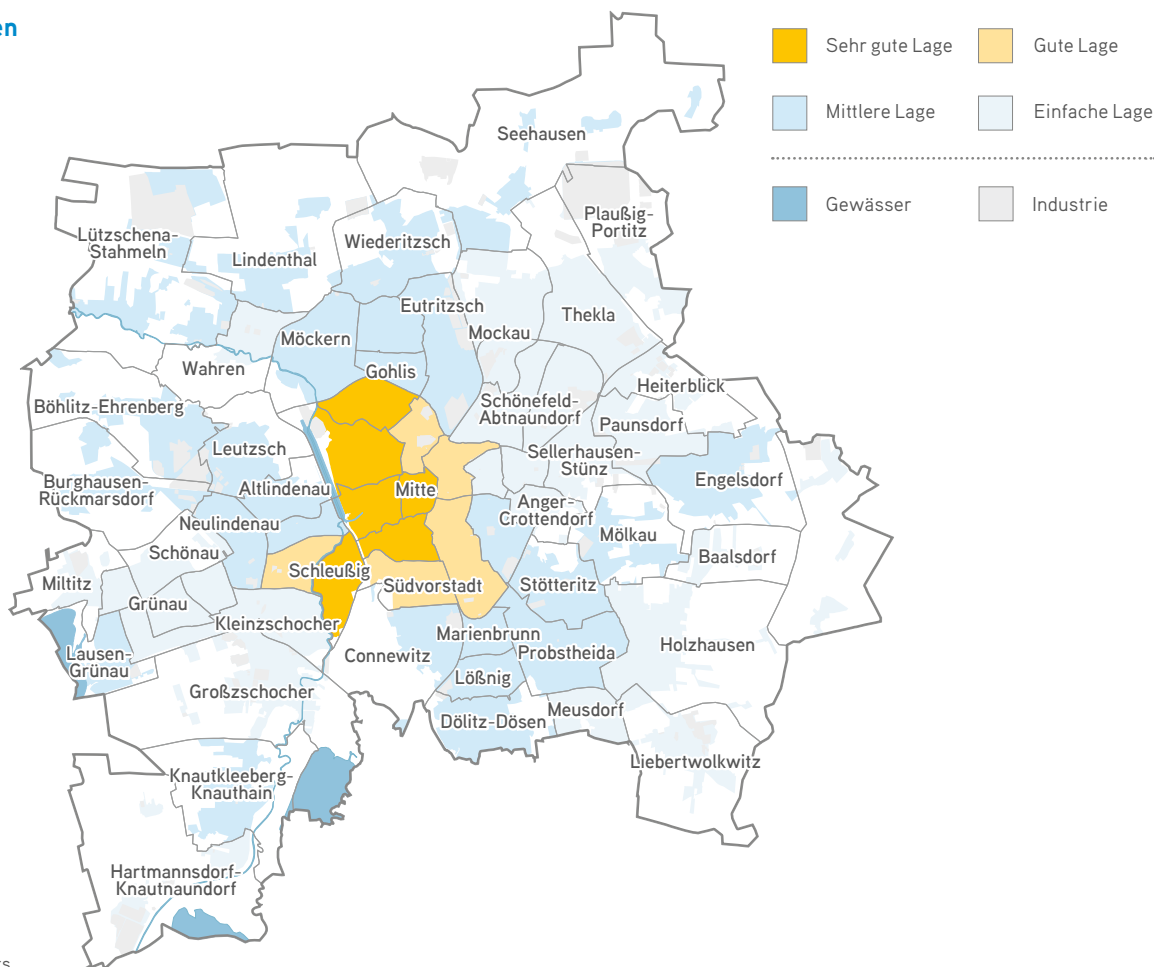 en
Sehr gute Lage
Gute Lage
Mittlere Lage
Einfache Lage
Gewässer
Industrie
Seehausen
Plaußig-
Portitz
Lützschena-
Stahmeln
Wiederitzsch
Lindenthal
Eutritzsch
Thekla
Mockau
Möckern
Wahren
Gohlis
Heiterblick
Böhlitz-Ehrenberg
Schönefeld-
Abtnaundorf
Paunsdorf
Leutzsch
Sellerhausen-
Stünz
Engelsdorf
Burghausen-
Rückmarsdorf
Altlindenau
Mitte
Anger-
Crottendorf
Neulindenau
Mölkau
Schönau
Baalsdorf
Schleußig
Miltitz
Südvorstadt
Stötteritz
Grünau
Kleinzschocher
Marienbrunn
Holzhausen
Lausen-
Grünau
Connewitz
Probstheida
Lößnig
Großzschocher
Meusdorf
Dölitz-Dösen
Liebertwolkwitz
Knautkleeberg-
Knauthain
Hartmannsdorf-
Knautnaundorf
rs